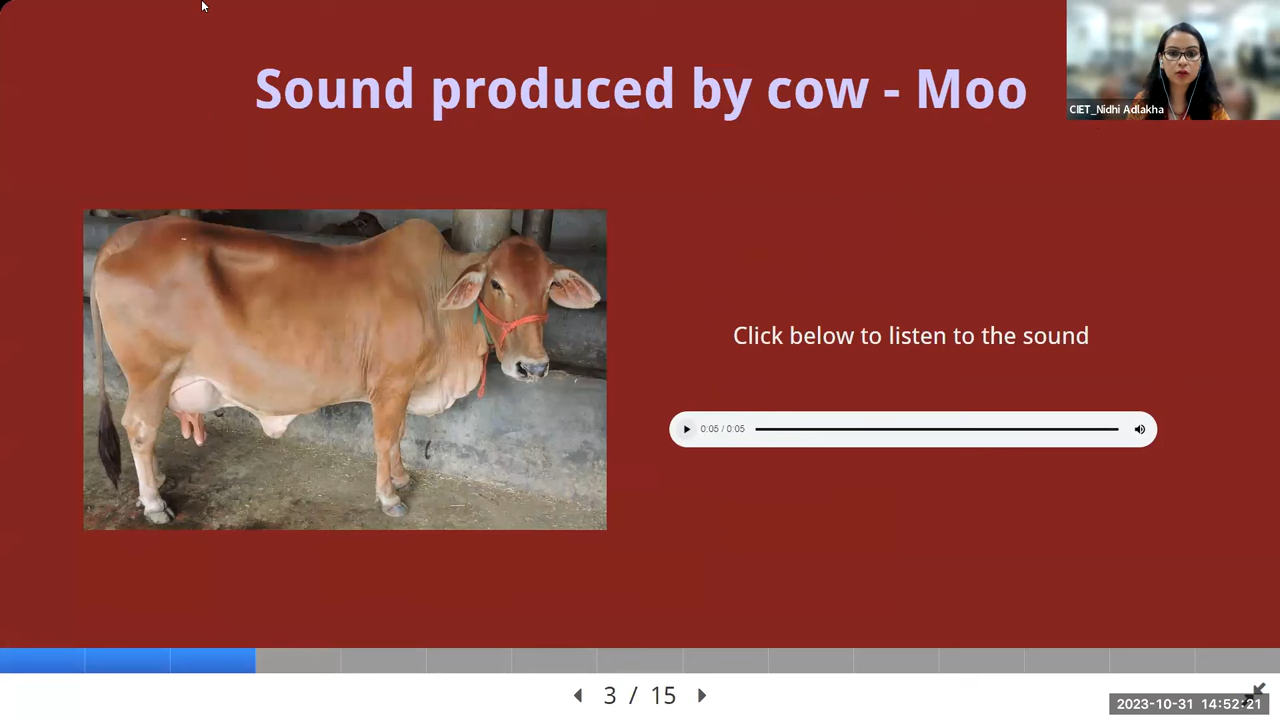 Sound produced by cow - Moo
CIET_Nidhi Adlakha
Click below to listen to the sound
0:05 / 0:05
3 / 15
2023-10-31 14:52:21